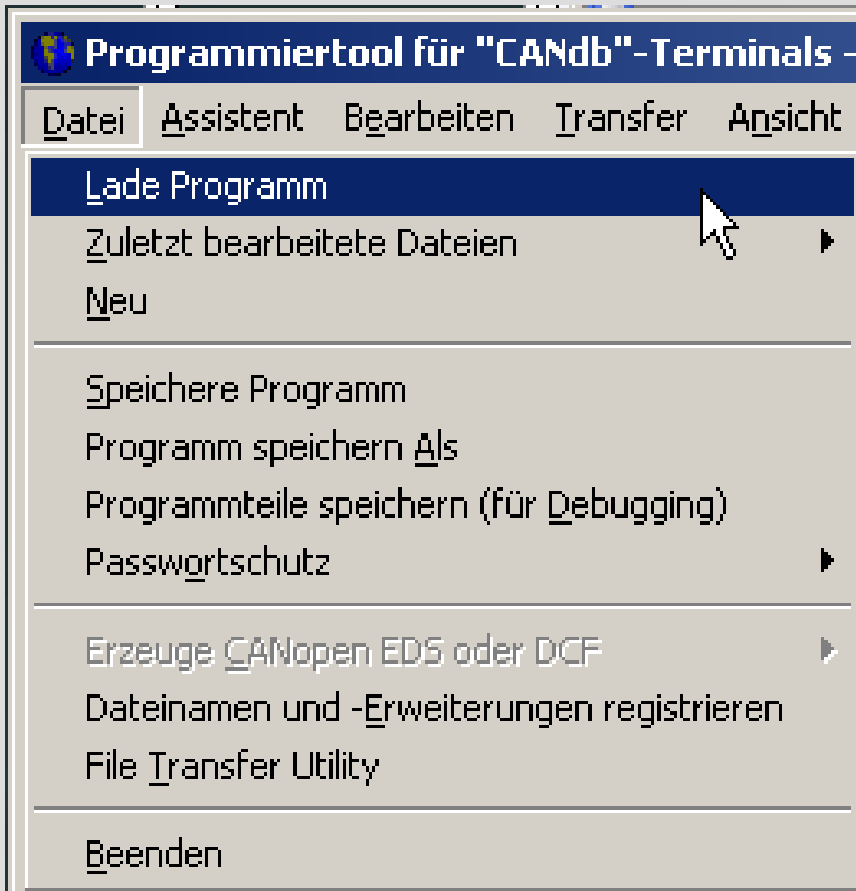 Programmiertool für "CANdb"-Terminals -
Datei Assistent Bearbeiten Transfer Ansicht
Lade Programm
Zuletzt bearbeitete Dateien
Neu
Speichere Programm
Programm speichern Als
Programmteile speichern (für Debugging)
Passwortschutz
Erzeuge CANopen EDS oder DCF
Dateinamen und -Erweiterungen registrieren
File Transfer Utility
Beenden